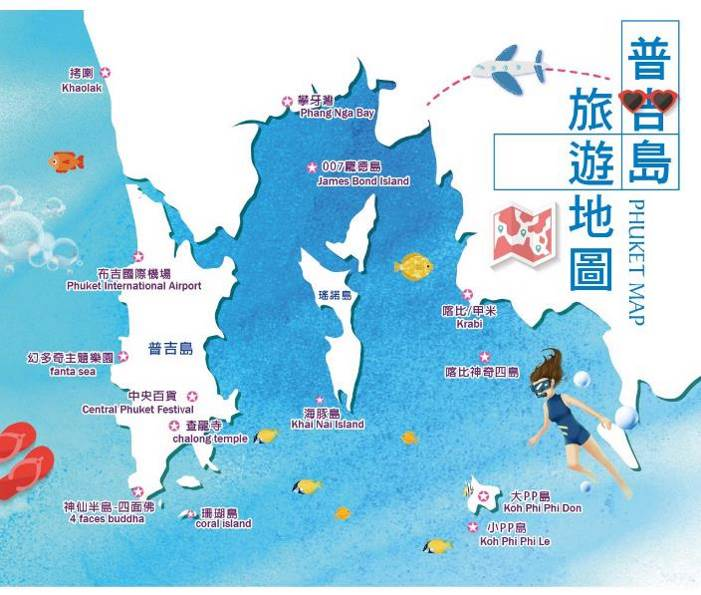 普吉島
旅遊地圖
PHUKET MAP
拷喇
Khaolak
攀牙灣
Phang Nga Bay
007龐德島
James Bond Island
布吉國際機場
Phuket International Airport
瑤諾島
喀比/甲米
Krabi
普吉島
幻多奇主題樂園
fanta sea
喀比神奇四島
中央百貨
Central Phuket Festival
海豚島
Khai Nai Island
查龍寺
chalong temple
神仙半島-四面佛
4 faces buddha
珊瑚島
coral island
大PP島
Koh Phi Phi Don
小PP島
Koh Phi Phi Le